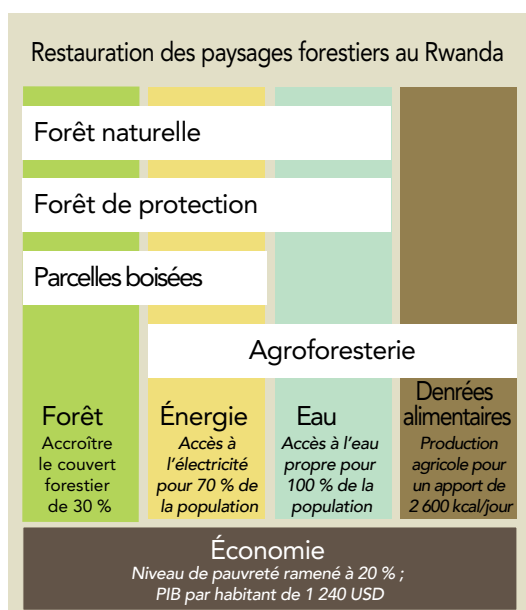 Restauration des paysages forestiers au Rwanda
Forêt naturelle
Forêt de protection
Parcelles boisées
Agroforesterie
Forêt
Accroître
le couvert
forestier
de 30 %
Énergie
Accès à
l'électricité
pour 70 % de
la population
Eau
Accès à l'eau
propre pour
100 % de la
population
Denrées
alimentaires
Production
agricole pour
un apport de
2 600 kcal/jour
Économie
Niveau de pauvreté ramené à 20 % ;
PIB par habitant de 1 240 USD